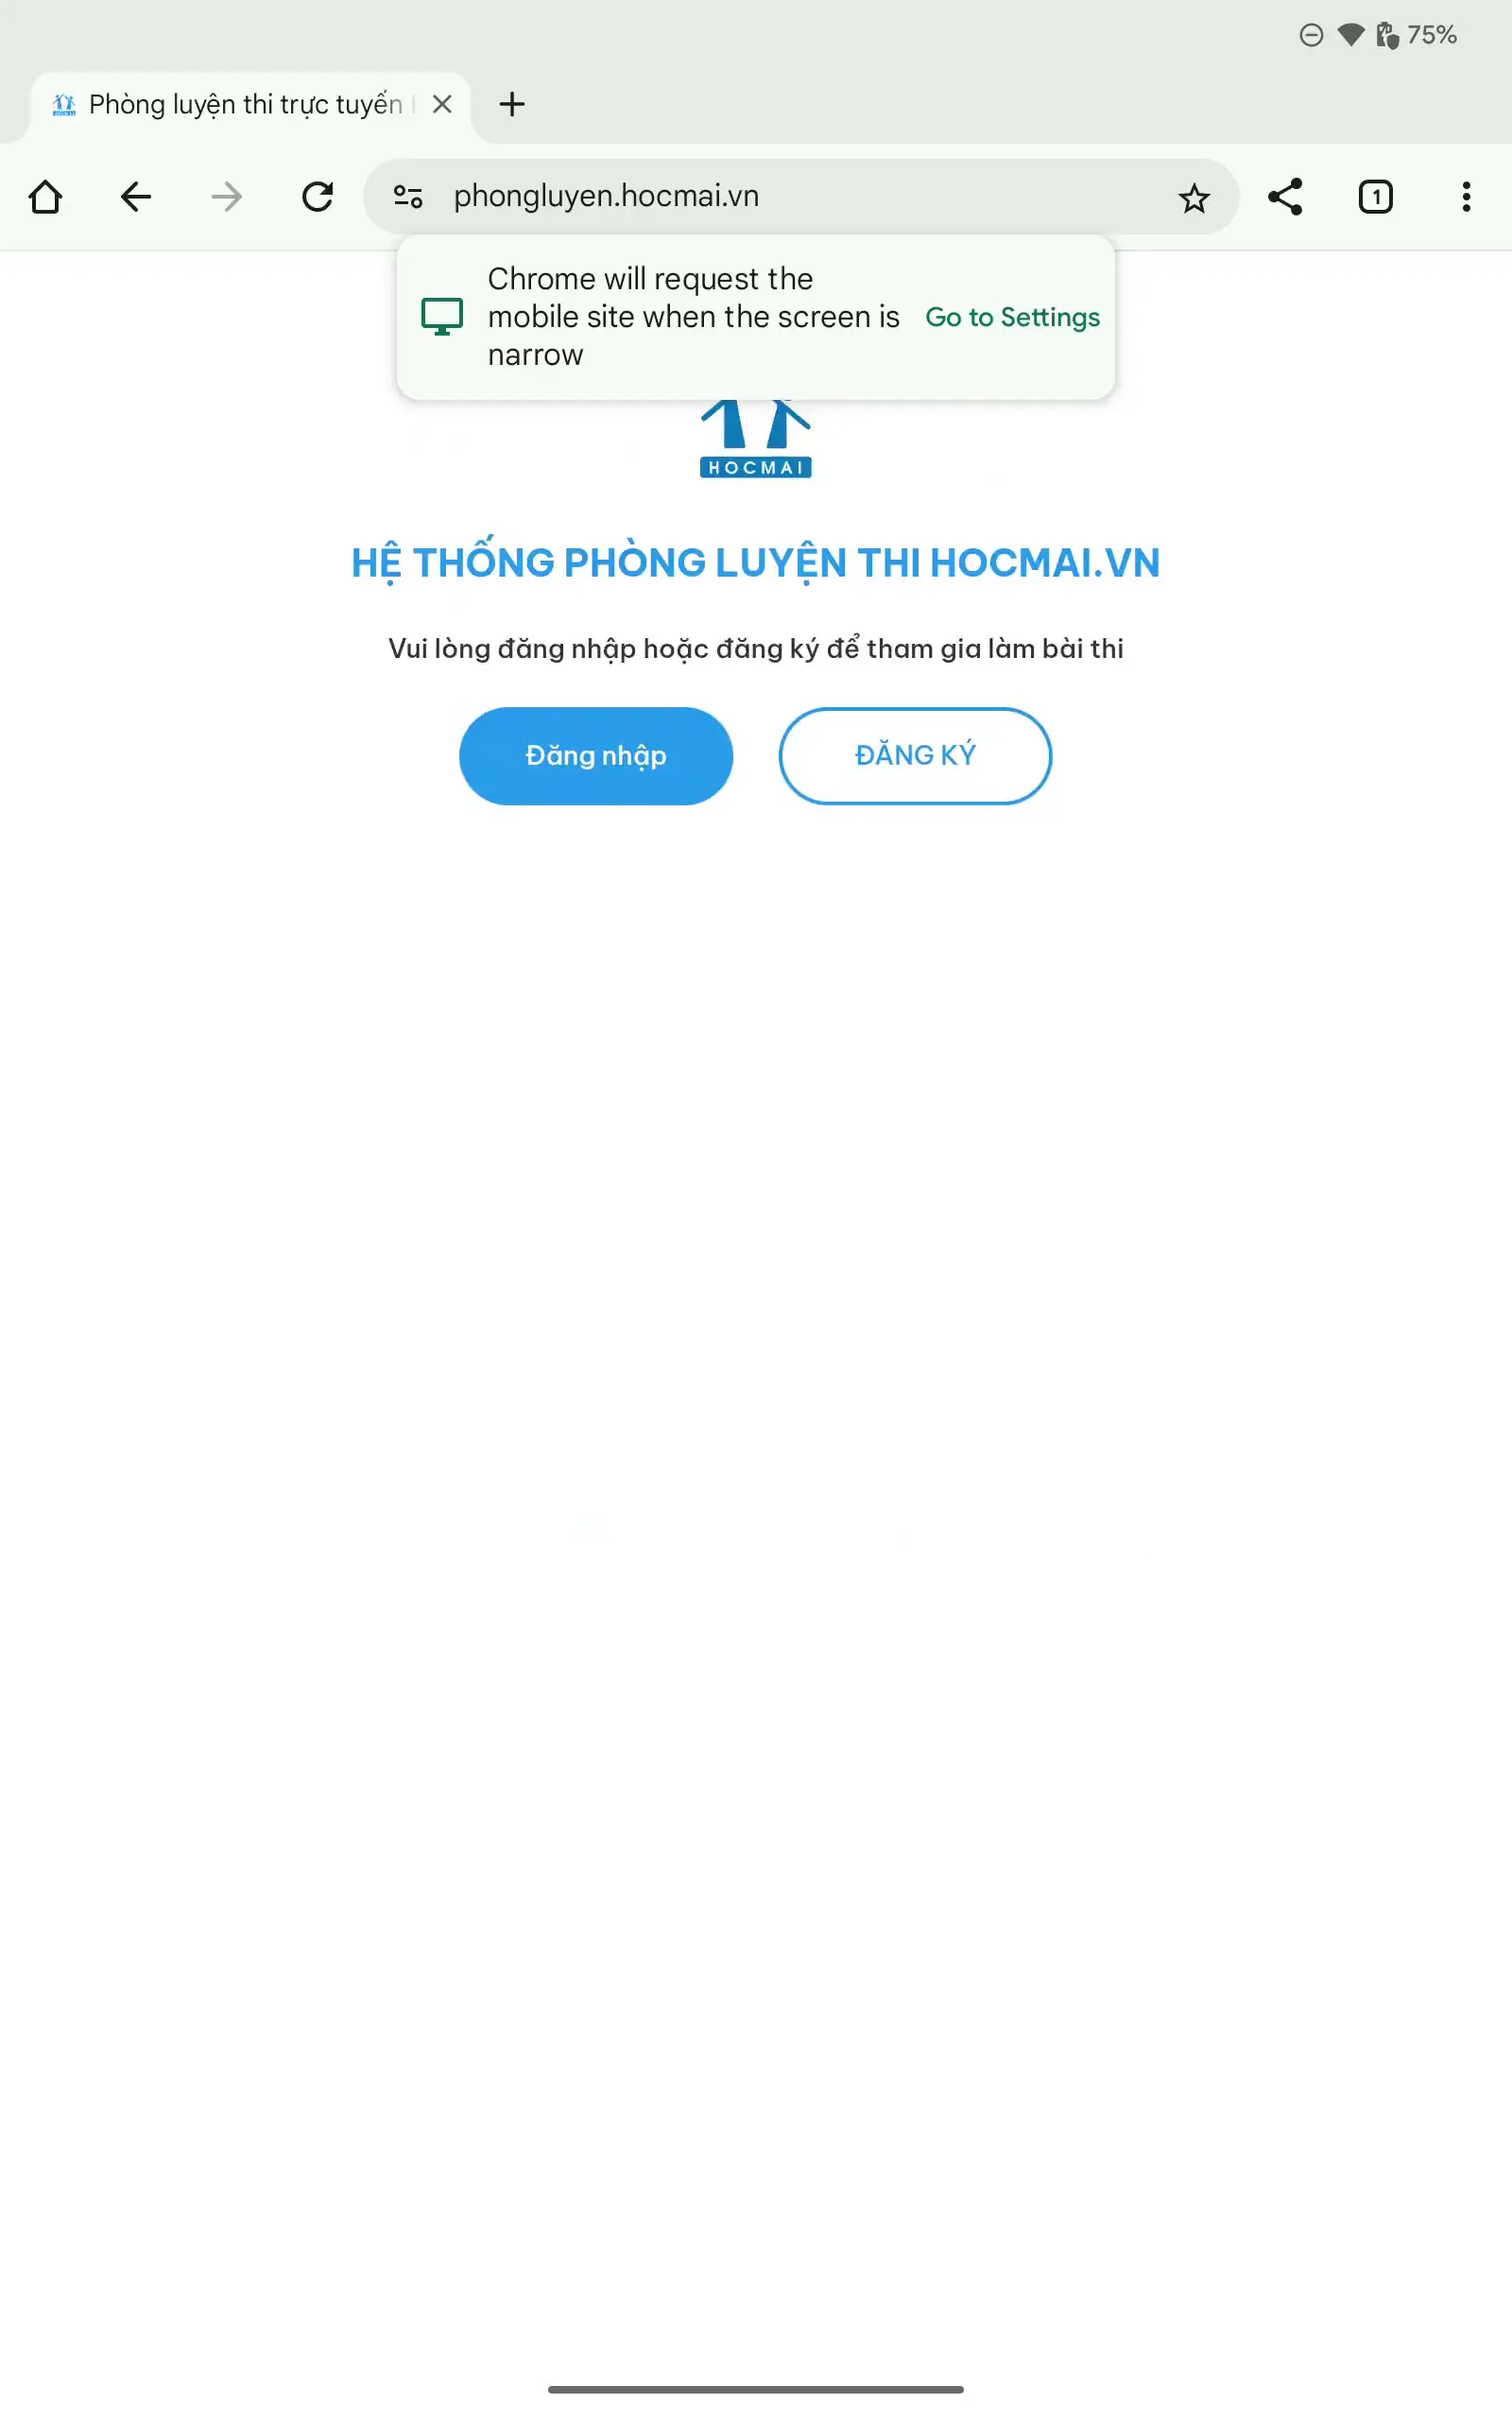 75%
Phòng luyện thi trực tuyến
phongluyen.hocmai.vn
1
Chrome will request the
mobile site when the screen is
narrow
Go to Settings
HOCMAI
HỆ THỐNG PHÒNG LUYỆN THI HOCMAI.VN
Vui lòng đăng nhập hoặc đăng ký để tham gia làm bài thi
Đăng nhập
ĐĂNG KÝ